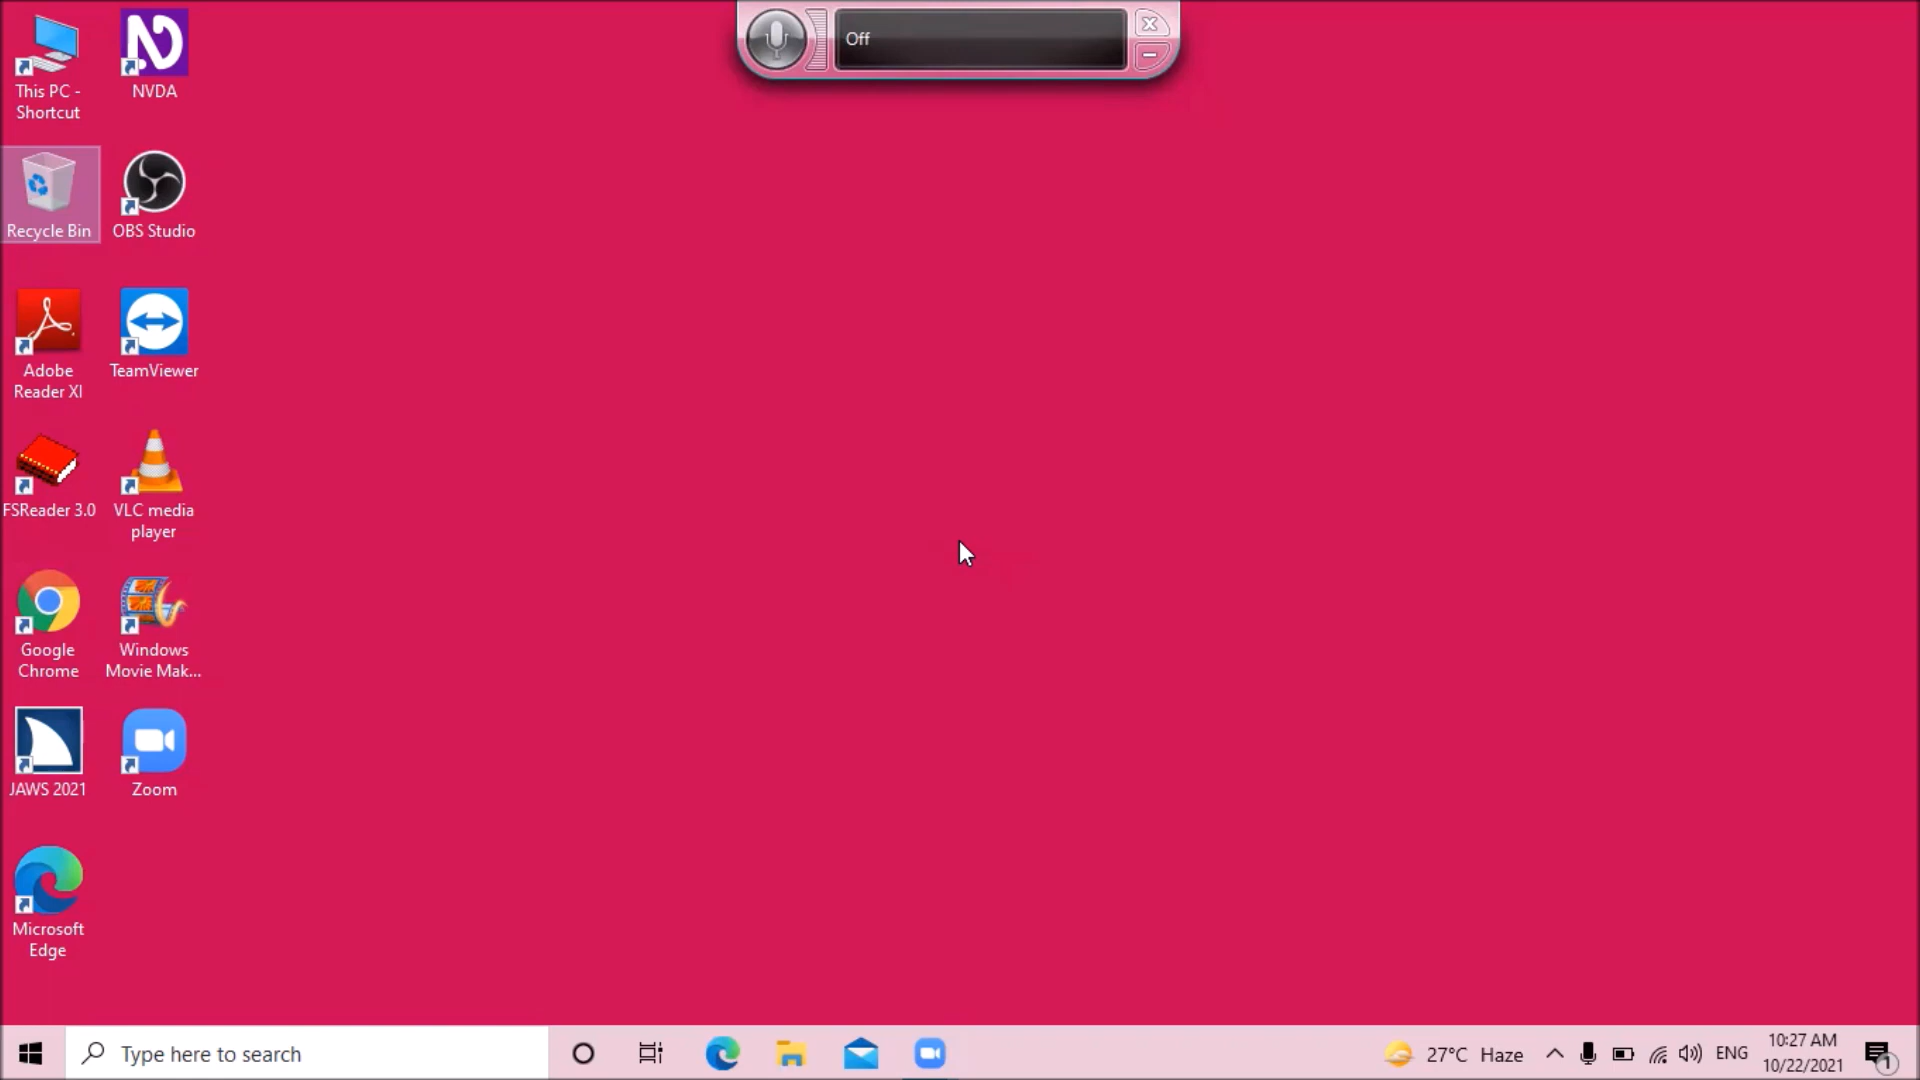 Off
This PC -
Shortcut
NVDA
Recycle Bin
OBS Studio
Adobe
Reader XI
TeamViewer
FSReader 3.0
VLC media
player
Google
Chrome
Windows
Movie Mak...
JAWS 2021
Zoom
Microsoft
Edge
Type here to search
27°C Haze
ENG
10:27 AM
10/22/2021
1